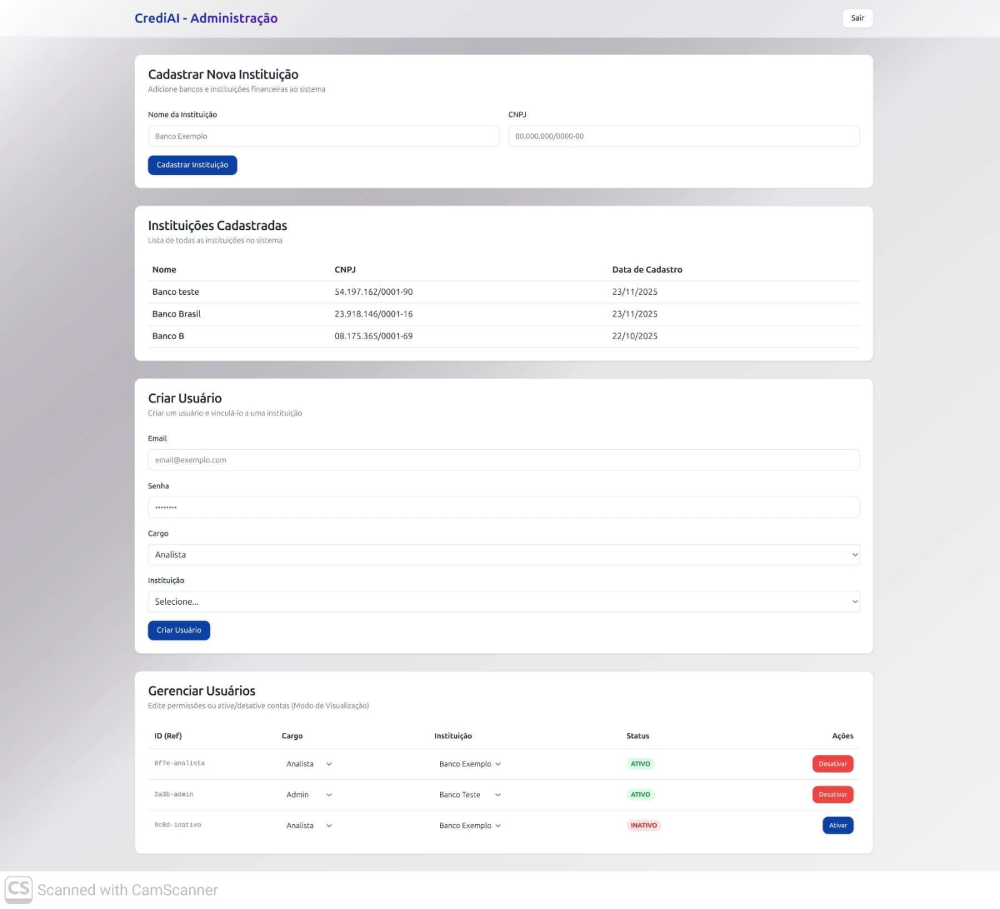 CrediAI - Administração
Sair
Cadastrar Nova Instituição
Adicione bancos e instituições financeiras ao sistema
Nome da Instituição
CNPJ
Banco Exemplo
00.000.000/0000-00
Cadastrar Instituição
Instituições Cadastradas
Lista de todas as instituições no sistema
Nome CNPJ Data de Cadastro
Banco teste 54.197.162/0001-90 23/11/2025
Banco Brasil 23.918.146/0001-16 23/11/2025
Banco B 08.175.365/0001-69 22/10/2025
Criar Usuário
Criar um usuário e vinculá-lo a uma instituição
Email
email@exemplo.com
Senha
••••••••
Cargo
Analista
Instituição
Selecione...
Criar Usuário
Gerenciar Usuários
Edite permissões ou ative/desative contas (Modo de Visualização)
ID (Ref) Cargo Instituição Status Ações
8f7e-analista Analista Banco Exemplo ATIVO Desativar
2a3b-admin Admin Banco Teste ATIVO Desativar
9c8d-inativo Analista Banco Exemplo INATIVO Ativar
CS Scanned with CamScanner